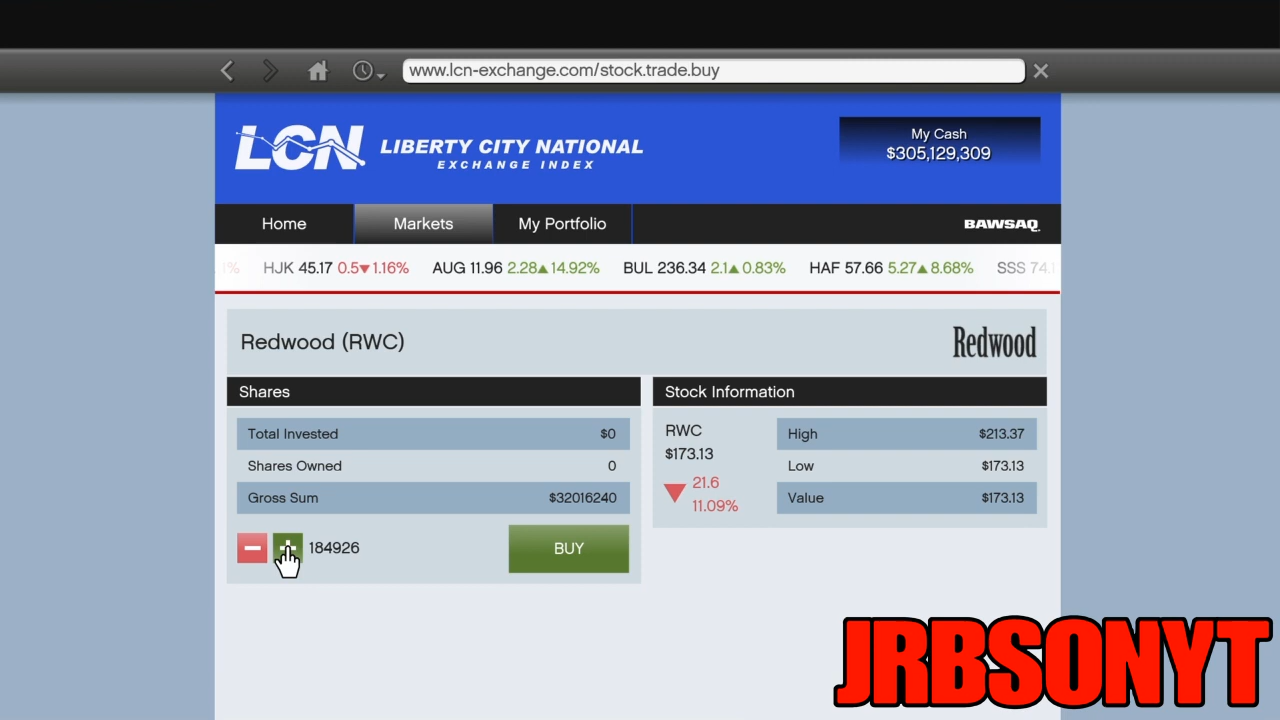 www.lcn-exchange.com/stock.trade.buy
LCN LIBERTY CITY NATIONAL
EXCHANGE INDEX
My Cash
$305,129,309
Home Markets My Portfolio BAWSAQ
1% HJK 45.17 0.5▼1.16% AUG 11.96 2.28▲14.92% BUL 236.34 2.1▲0.83% HAF 57.66 5.27▲8.68% SSS 74.1
Redwood (RWC) Redwood
Shares
Total Invested $0
Shares Owned 0
Gross Sum $32016240
184926 BUY
Stock Information
RWC
$173.13
21.6
11.09%
High $213.37
Low $173.13
Value $173.13
JRBSONYT